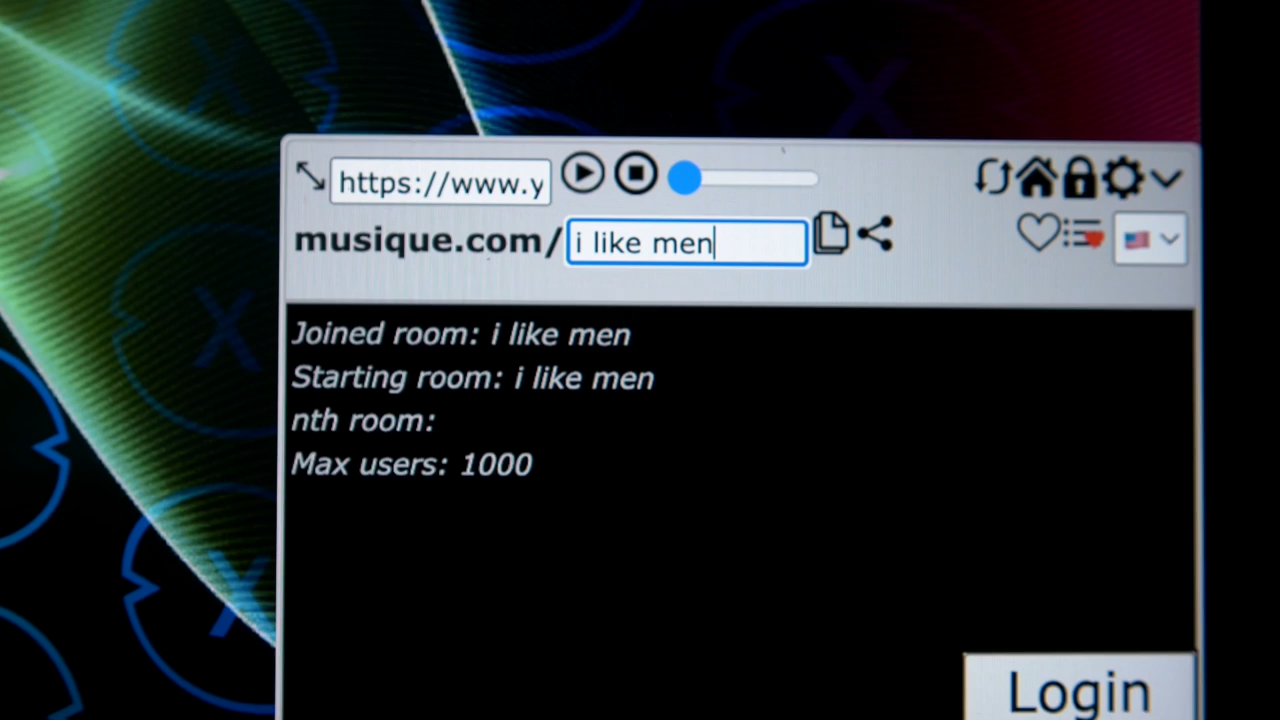 https://www.y
musique.com/i like men
Joined room: i like men
Starting room: i like men
nth room:
Max users: 1000
Login